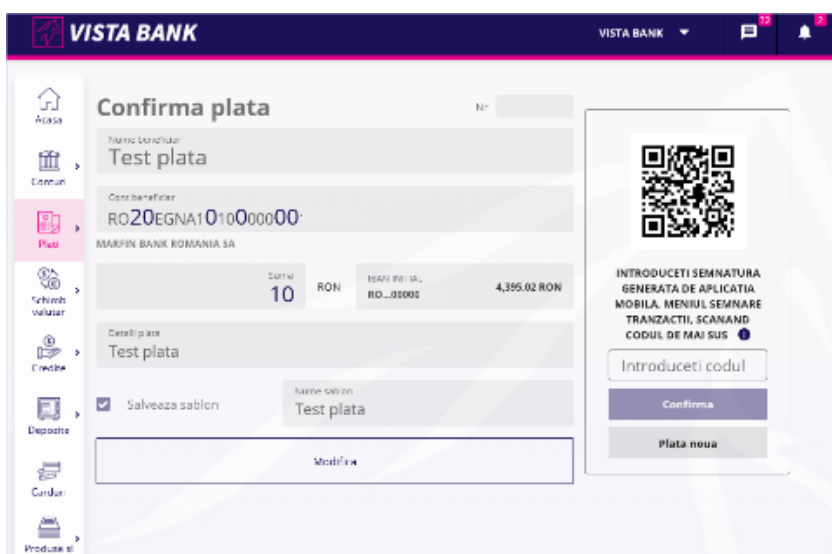 VISTA BANK
VISTA BANK
12
2
Acasa
Conturi
Plati
Schimb
valutar
Credite
Depozite
Carduri
Produse si
Confirma plata
Nr
Nume beneficiar
Test plata
Cont beneficiar
RO20EGNA1010000000
MARFIN BANK ROMANIA SA
Suma
10
RON
IBAN INITIAL
RO...00000
4,395.02 RON
Detalii plata
Test plata
Salveaza sablon
Nume sablon
Test plata
Modifica
INTRODUCETI SEMNATURA
GENERATA DE APLICATIA
MOBILA, MENIUL SEMNARE
TRANZACTII, SCANAND
CODUL DE MAI SUS
Introduceti codul
Confirma
Plata noua